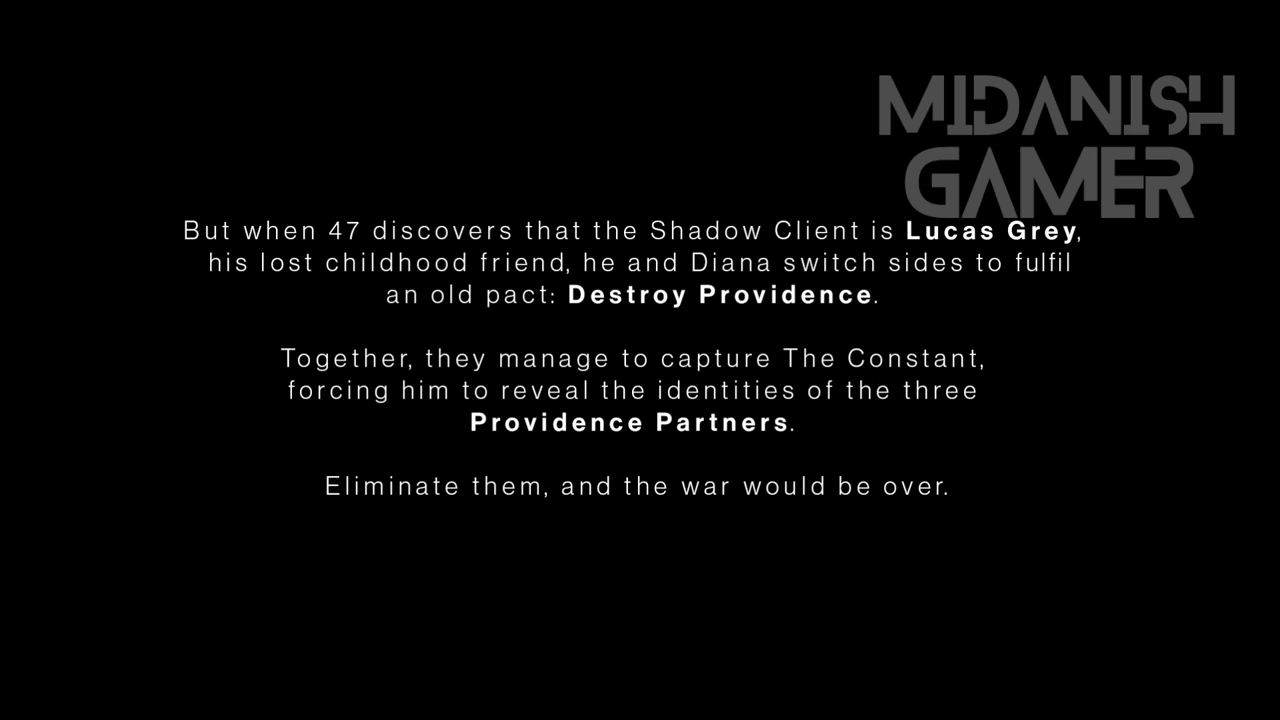 MIDANISH
GAMER
But when 47 discovers that the Shadow Client is Lucas Grey,
his lost childhood friend, he and Diana switch sides to fulfil
an old pact: Destroy Providence.
Together, they manage to capture The Constant,
forcing him to reveal the identities of the three
Providence Partners.
Eliminate them, and the war would be over.